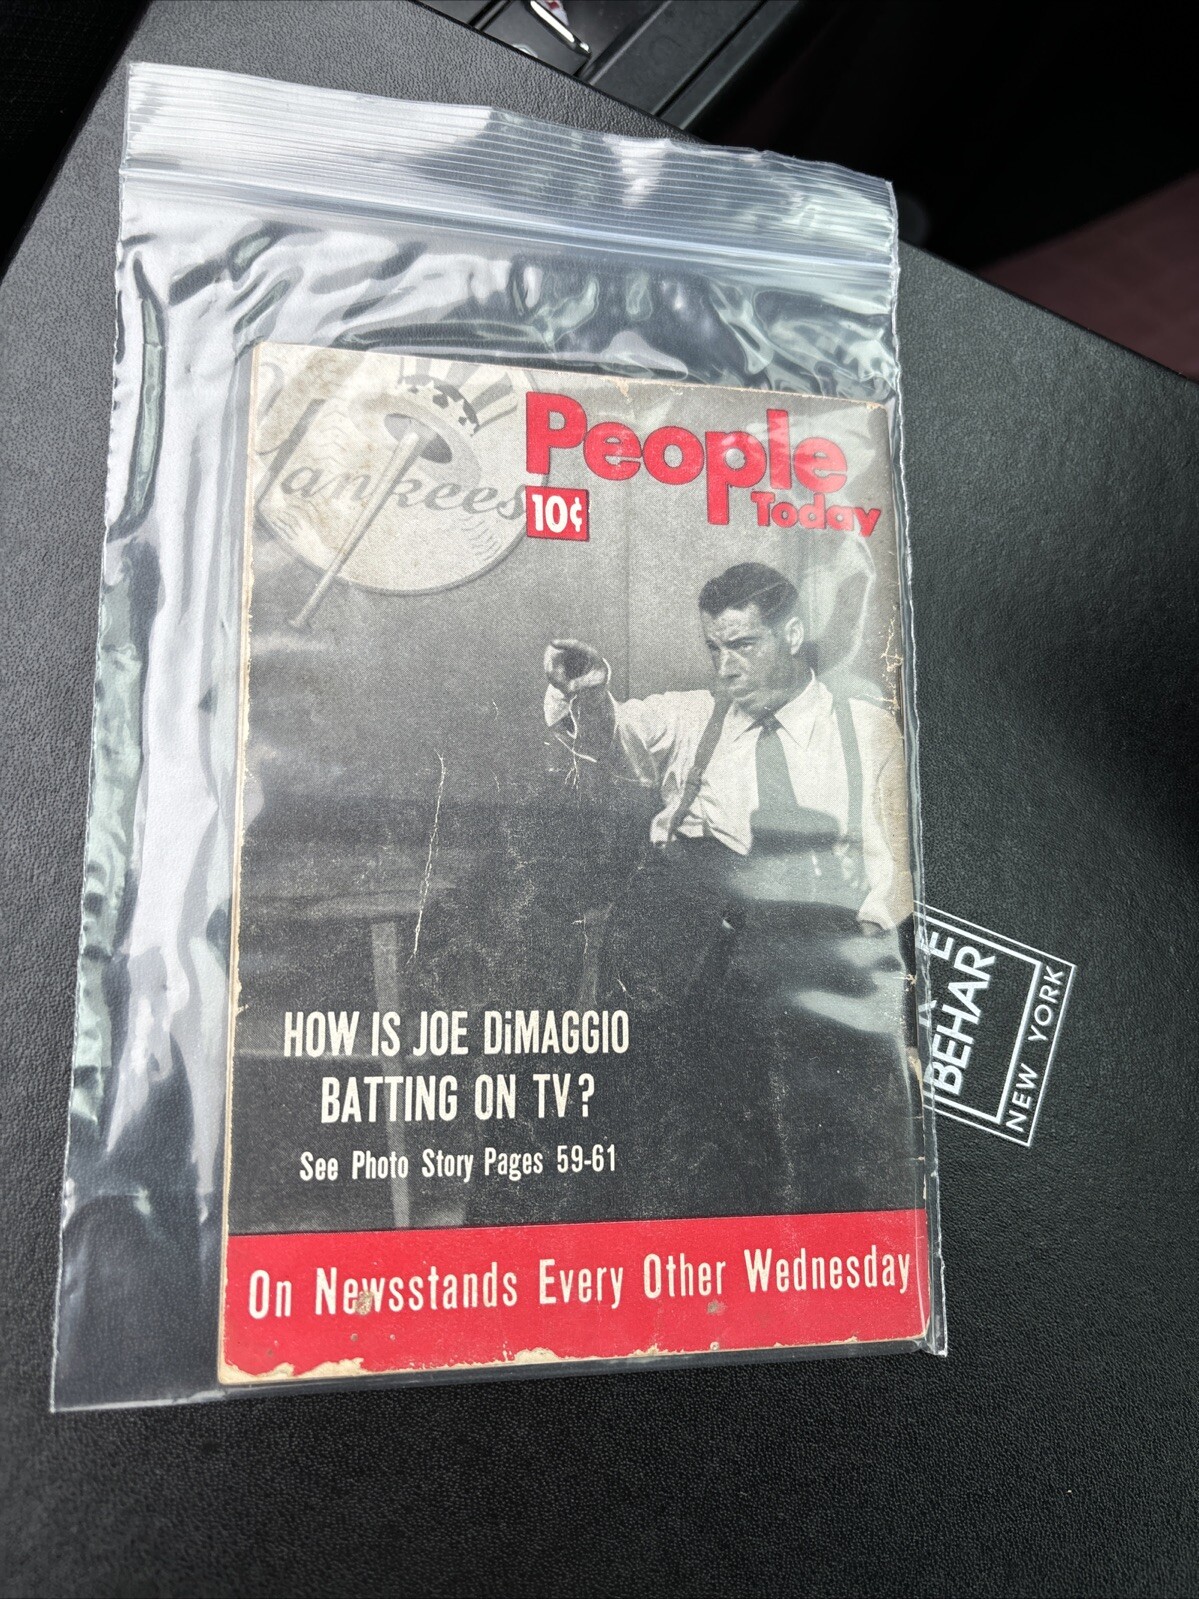 Yankees
People
10¢
Today
HOW IS JOE DiMAGGIO
BATTING ON TV?
See Photo Story Pages 59-61
On Newsstands Every Other Wednesday
BEHAR
NEW YORK